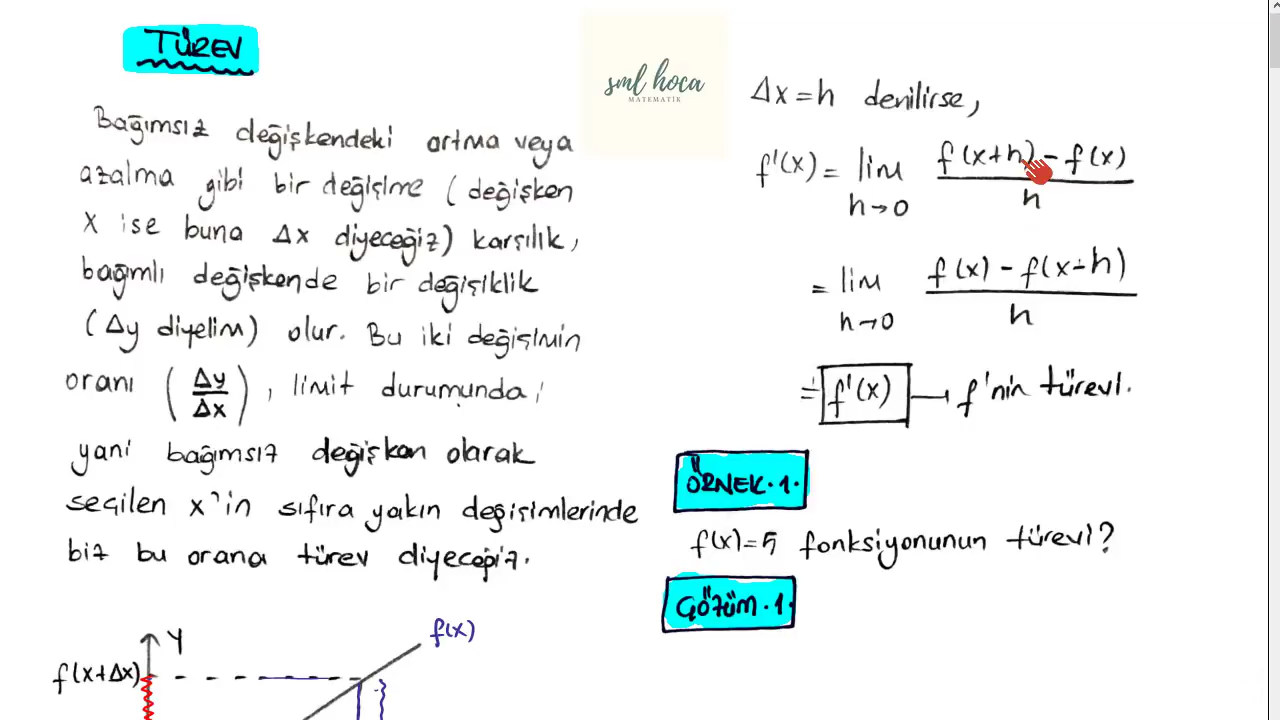 TÜREV
Bağımsız değişkendeki artma veya
azalma gibi bir değişime (değişken
x ise buna Δx diyeceğiz) karşılık,
bağımlı değişkende bir değişiklik
(Δy diyelim) olur. Bu iki değişimin
oranı (Δy/Δx), limit durumunda,
yani bağımsız değişken olarak
seçilen x'in sıfıra yakın değişimlerinde
biz bu orana türev diyeceğiz.
Y
f(x)
f(x+Δx)
sml hoca
MATEMATİK
Δx = h denilirse,
f'(x) = lim h→0 f(x+h) - f(x) / h
= lim h→0 f(x) - f(x-h) / h
= f'(x) → f'nin türevi.
ÖRNEK.1.
f(x)=5 fonksiyonunun türevi?
ÇÖZÜM.1.